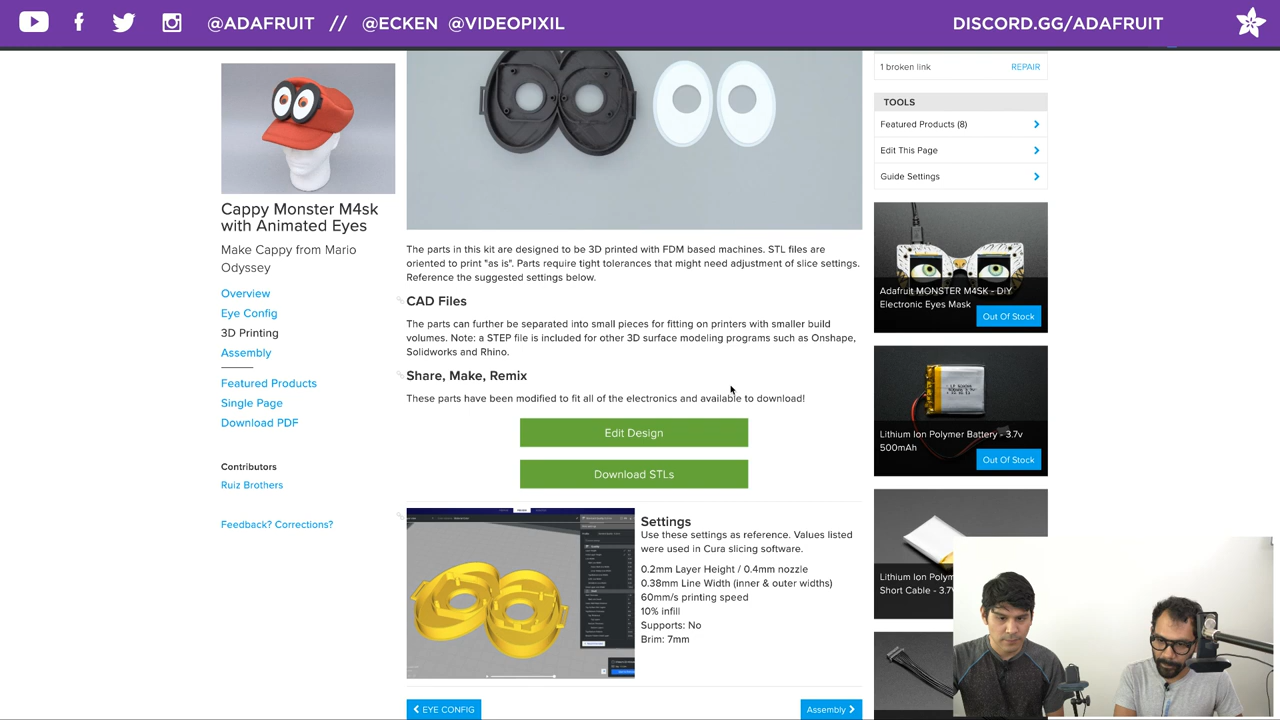 @ADAFRUIT // @ECKEN @VIDEOPIXIL
DISCORD.GG/ADAFRUIT
Cappy Monster M4sk
with Animated Eyes
Make Cappy from Mario
Odyssey
Overview
Eye Config
3D Printing
Assembly
Featured Products
Single Page
Download PDF
Contributors
Ruiz Brothers
Feedback? Corrections?
The parts in this kit are designed to be 3D printed with FDM based machines. STL files are
oriented to print "as is". Parts require tight tolerances that might need adjustment of slice settings.
Reference the suggested settings below.
CAD Files
The parts can further be separated into small pieces for fitting on printers with smaller build
volumes. Note: a STEP file is included for other 3D surface modeling programs such as Onshape,
Solidworks and Rhino.
Share, Make, Remix
These parts have been modified to fit all of the electronics and available to download!
Edit Design
Download STLs
Settings
Use these settings as reference. Values listed
were used in Cura slicing software.
0.2mm Layer Height / 0.4mm nozzle
0.38mm Line Width (inner & outer widths)
60mm/s printing speed
10% infill
Supports: No
Brim: 7mm
EYE CONFIG
Assembly
1 broken link
REPAIR
TOOLS
Featured Products (8)
Edit This Page
Guide Settings
Adafruit MONSTER M4SK - DIY
Electronic Eyes Mask
Out Of Stock
Lithium Ion Polymer Battery - 3.7v
500mAh
Out Of Stock
Lithium Ion Polym
Short Cable - 3.7V